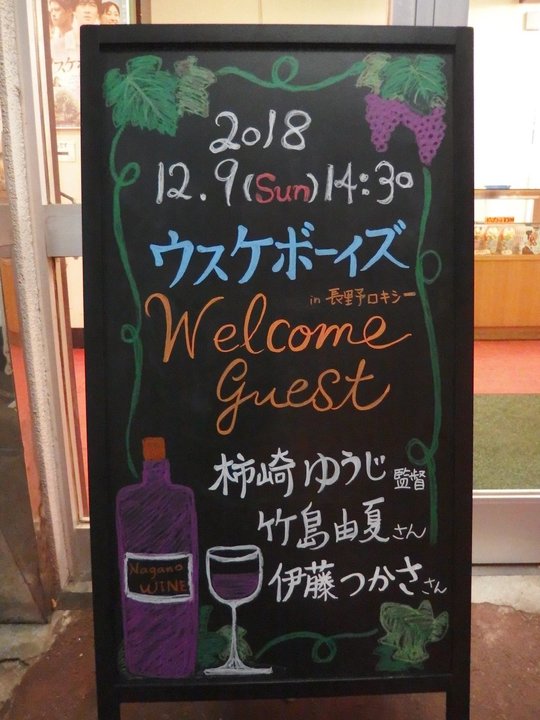 2018
12.9(Sun)14:30
ウスケボーイズ
in 長野ロキシー
Welcome
guest
柿崎ゆうじ監督
竹島由夏さん
伊藤つかささん
Nagano
WINE